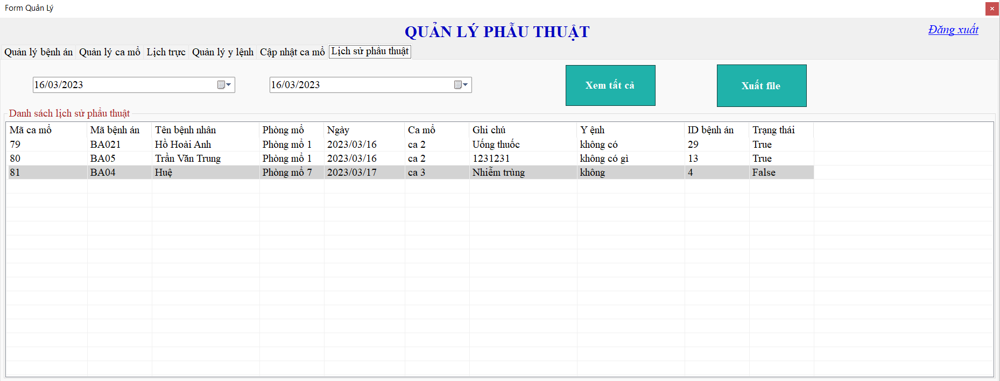 Form Quản Lý
QUẢN LÝ PHẪU THUẬT
Đăng xuất
Quản lý bệnh án Quản lý ca mổ Lịch trực Quản lý y lệnh Cập nhật ca mổ Lịch sử phâu thuật
16/03/2023 16/03/2023 Xem tất cả Xuất file
Danh sách lịch sử phẩu thuật
Mã ca mổ Mã bệnh án Tên bệnh nhân Phòng mổ Ngày Ca mổ Ghi chú Y ệnh ID bệnh án Trạng thái
79 BA021 Hồ Hoài Anh Phòng mổ 1 2023/03/16 ca 2 Uống thuốc không có 29 True
80 BA05 Trần Văn Trung Phòng mổ 1 2023/03/16 ca 2 1231231 không có gì 13 True
81 BA04 Huệ Phòng mổ 7 2023/03/17 ca 3 Nhiễm trùng không 4 False